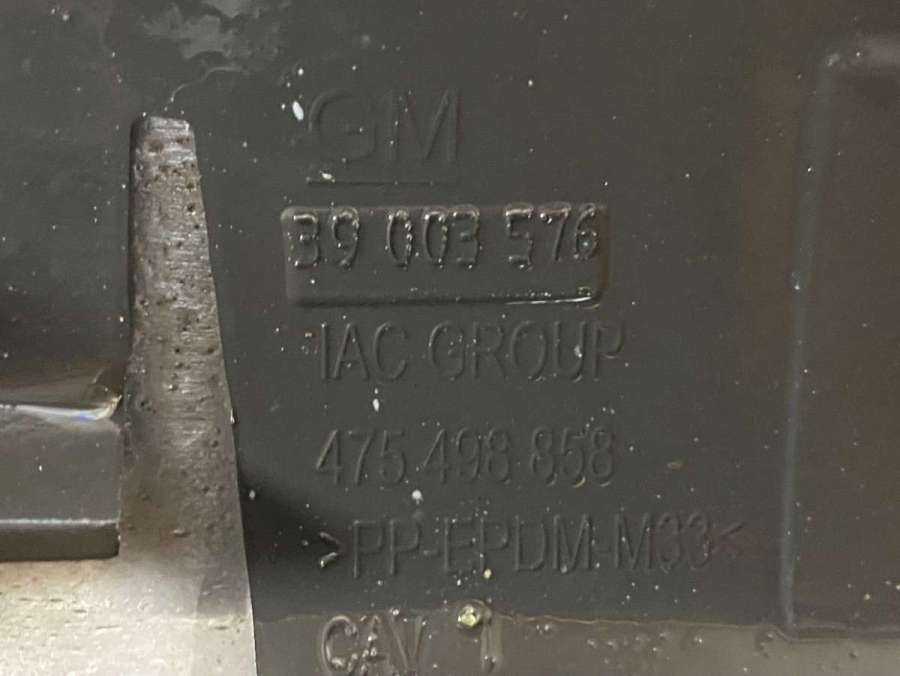 GM
39 003 576
IAC GROUP
475 498 858
>PP-EPDM-M33<
CAV 1